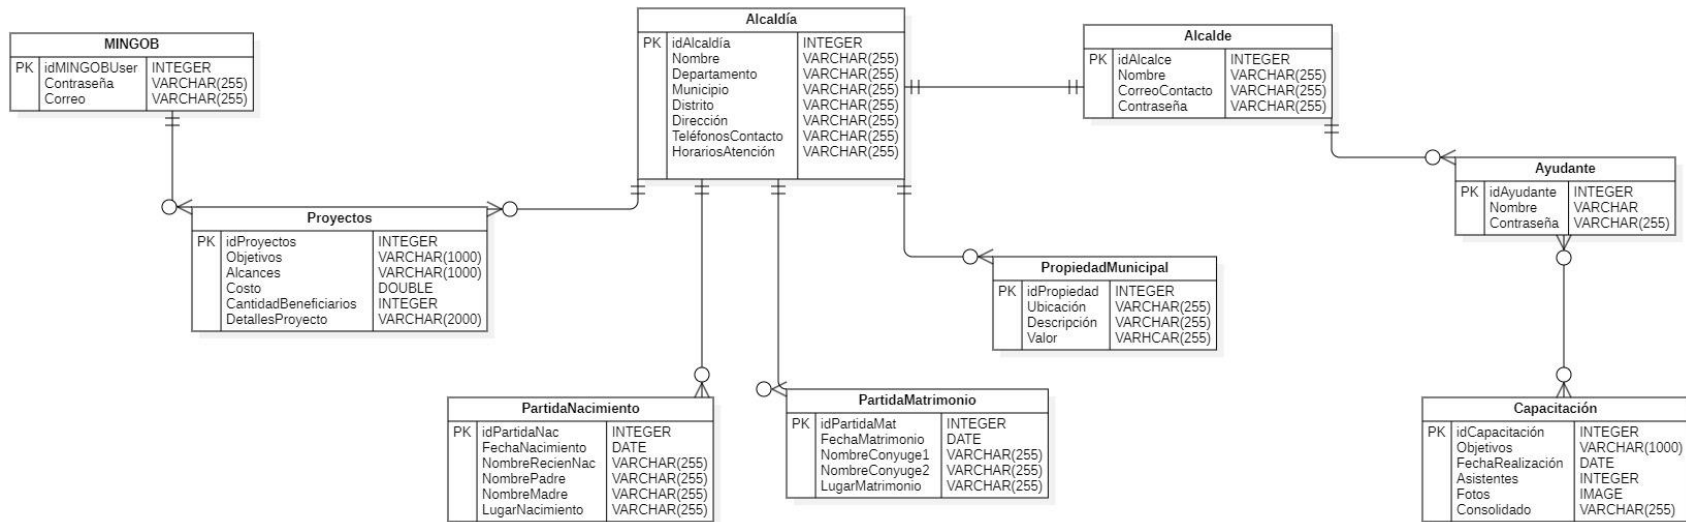 MINGOB
PK idMINGOBUser INTEGER
Contraseña VARCHAR(255)
Correo VARCHAR(255)
Alcaldía
PK idAlcaldía INTEGER
Nombre VARCHAR(255)
Departamento VARCHAR(255)
Municipio VARCHAR(255)
Distrito VARCHAR(255)
Dirección VARCHAR(255)
TeléfonosContacto VARCHAR(255)
HorariosAtención VARCHAR(255)
Alcalde
PK idAlcalce INTEGER
Nombre VARCHAR(255)
CorreoContacto VARCHAR(255)
Contraseña VARCHAR(255)
Ayudante
PK idAyudante INTEGER
Nombre VARCHAR
Contraseña VARCHAR(255)
Proyectos
PK idProyectos INTEGER
Objetivos VARCHAR(1000)
Alcances VARCHAR(1000)
Costo DOUBLE
CantidadBeneficiarios INTEGER
DetallesProyecto VARCHAR(2000)
PropiedadMunicipal
PK idPropiedad INTEGER
Ubicación VARCHAR(255)
Descripción VARCHAR(255)
Valor VARHCAR(255)
PartidaNacimiento
PK idPartidaNac INTEGER
FechaNacimiento DATE
NombreRecienNac VARCHAR(255)
NombrePadre VARCHAR(255)
NombreMadre VARCHAR(255)
LugarNacimiento VARCHAR(255)
PartidaMatrimonio
PK idPartidaMat INTEGER
FechaMatrimonio DATE
NombreConyuge1 VARCHAR(255)
NombreConyuge2 VARCHAR(255)
LugarMatrimonio VARCHAR(255)
Capacitación
PK idCapacitación INTEGER
Objetivos VARCHAR(1000)
FechaRealización DATE
Asistentes INTEGER
Fotos IMAGE
Consolidado VARCHAR(255)